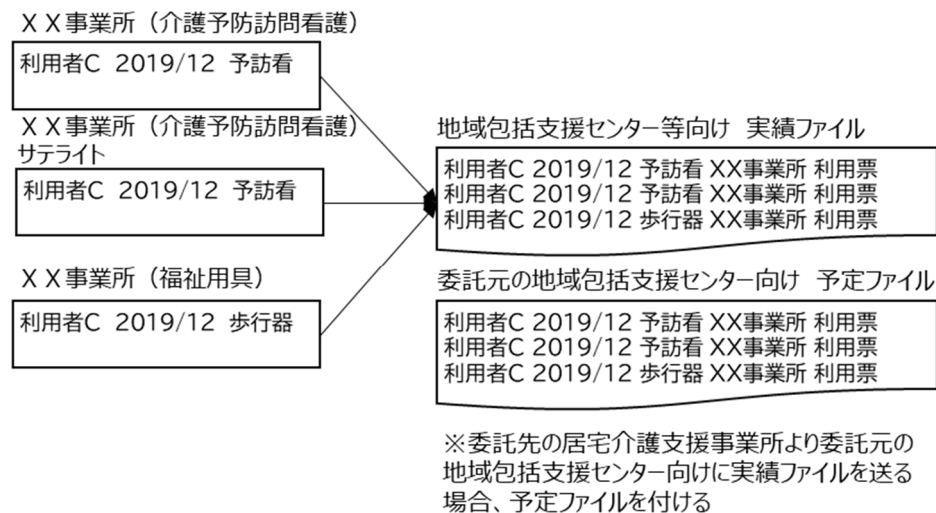 ＸＸ事業所（介護予防訪問看護）
利用者C 2019/12 予訪看
ＸＸ事業所（介護予防訪問看護）
サテライト
利用者C 2019/12 予訪看
ＸＸ事業所（福祉用具）
利用者C 2019/12 歩行器
地域包括支援センター等向け 実績ファイル
利用者C 2019/12 予訪看 XX事業所 利用票
利用者C 2019/12 予訪看 XX事業所 利用票
利用者C 2019/12 歩行器 XX事業所 利用票
委託元の地域包括支援センター向け 予定ファイル
利用者C 2019/12 予訪看 XX事業所 利用票
利用者C 2019/12 予訪看 XX事業所 利用票
利用者C 2019/12 歩行器 XX事業所 利用票
※委託先の居宅介護支援事業所より委託元の
地域包括支援センター向けに実績ファイルを送る
場合、予定ファイルを付ける